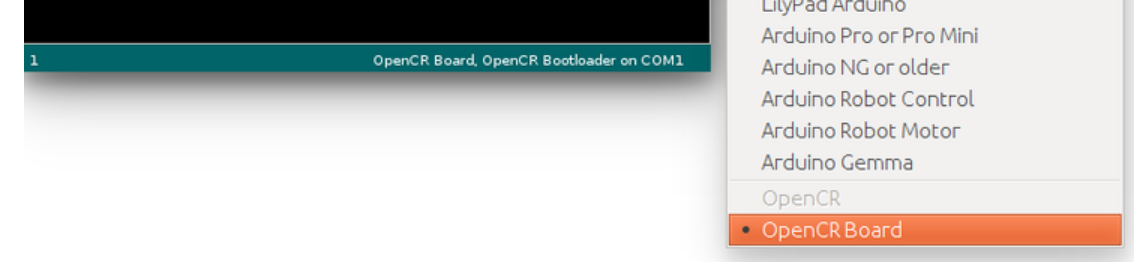 LilyPad Arduino
Arduino Pro or Pro Mini
1 OpenCR Board, OpenCR Bootloader on COM1
Arduino NG or older
Arduino Robot Control
Arduino Robot Motor
Arduino Gemma
OpenCR
• OpenCR Board